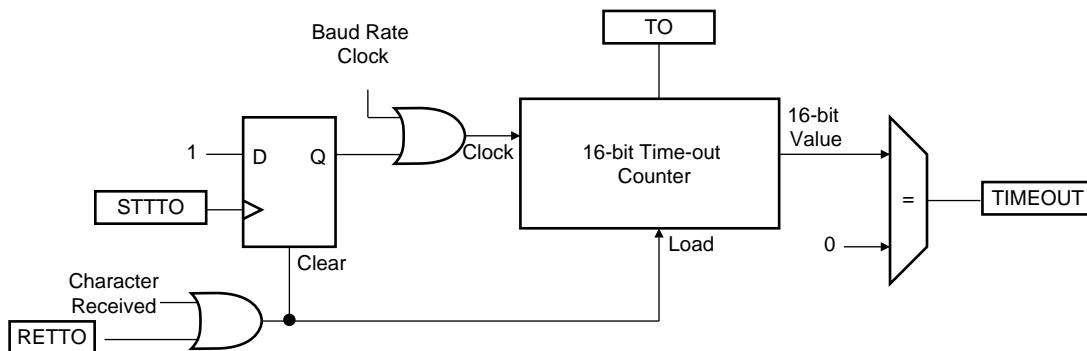 TO
Baud Rate
Clock
16-bit
Value
1
D
Q
Clock
16-bit Time-out
Counter
STTTO
=
TIMEOUT
Clear
Load
0
Character
Received
RETTO